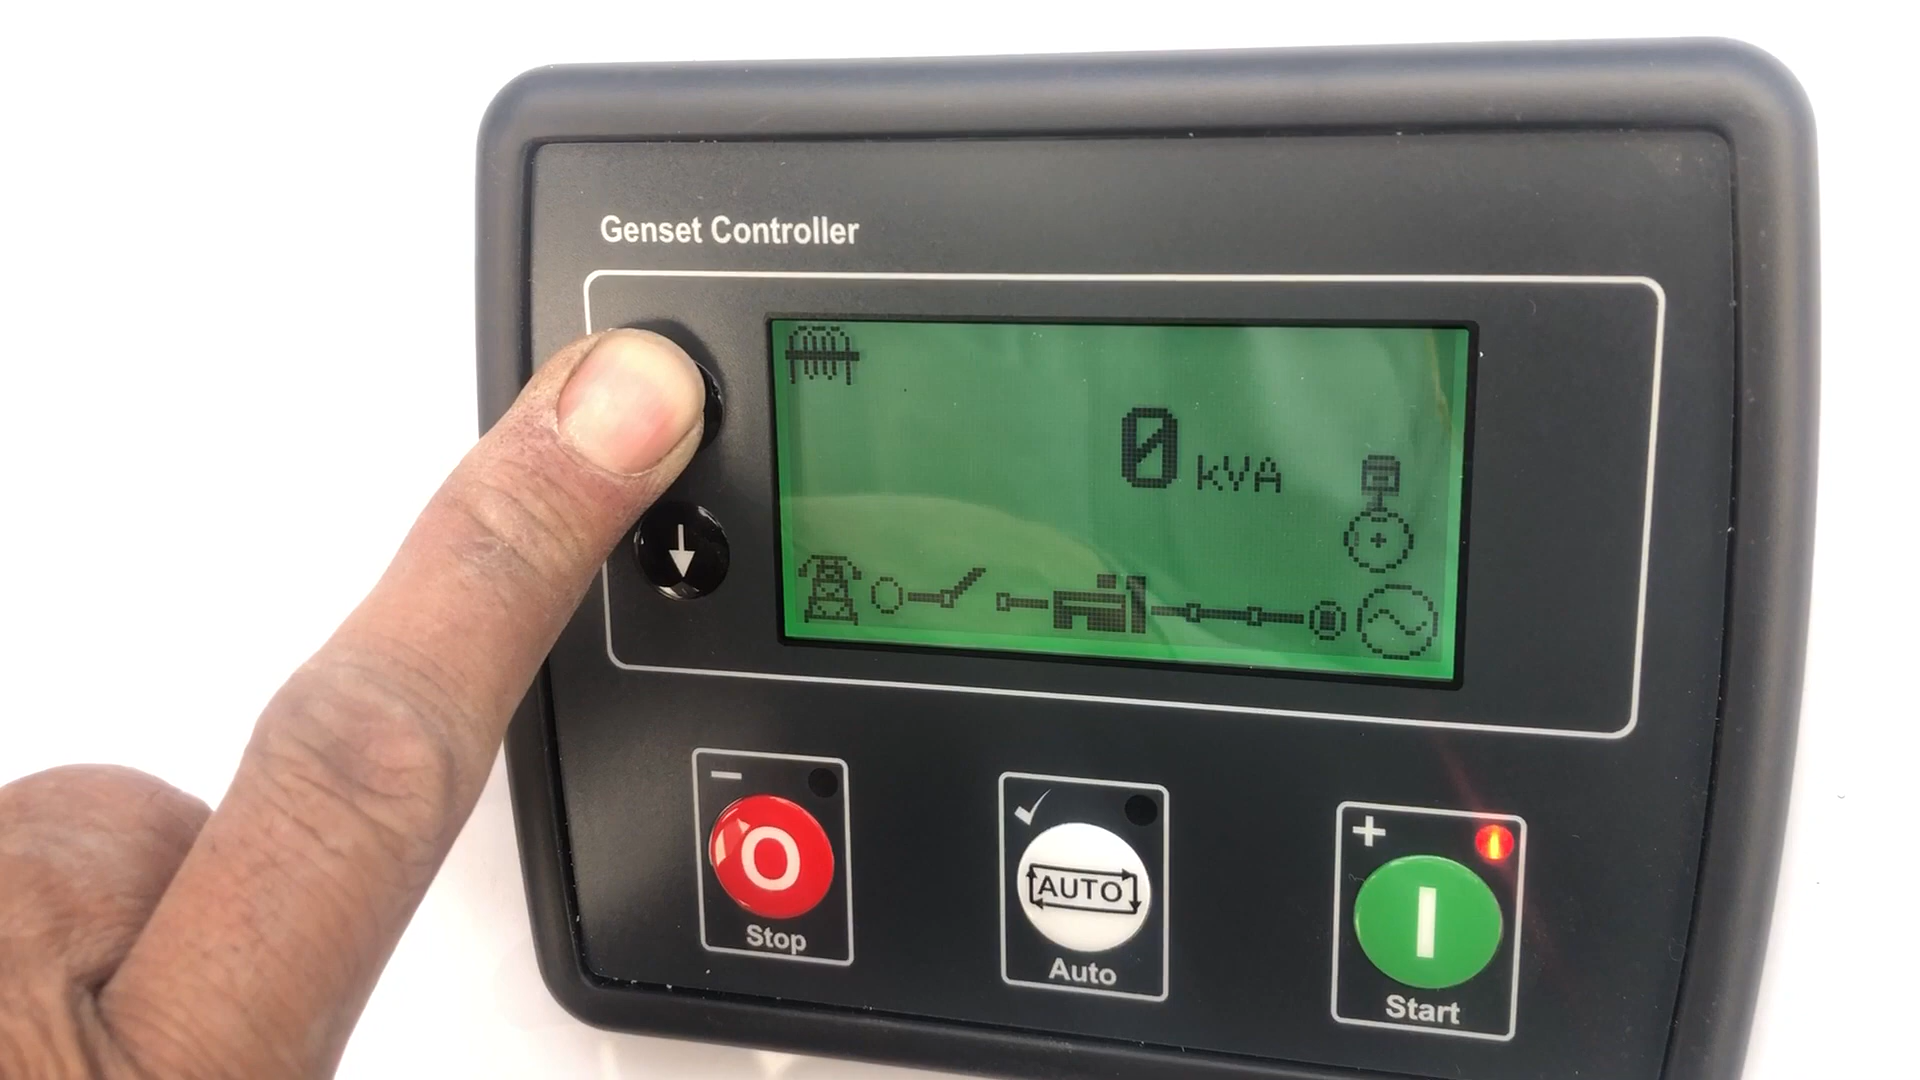 Genset Controller
0 kVA
O
Stop
AUTO
Auto
I
Start